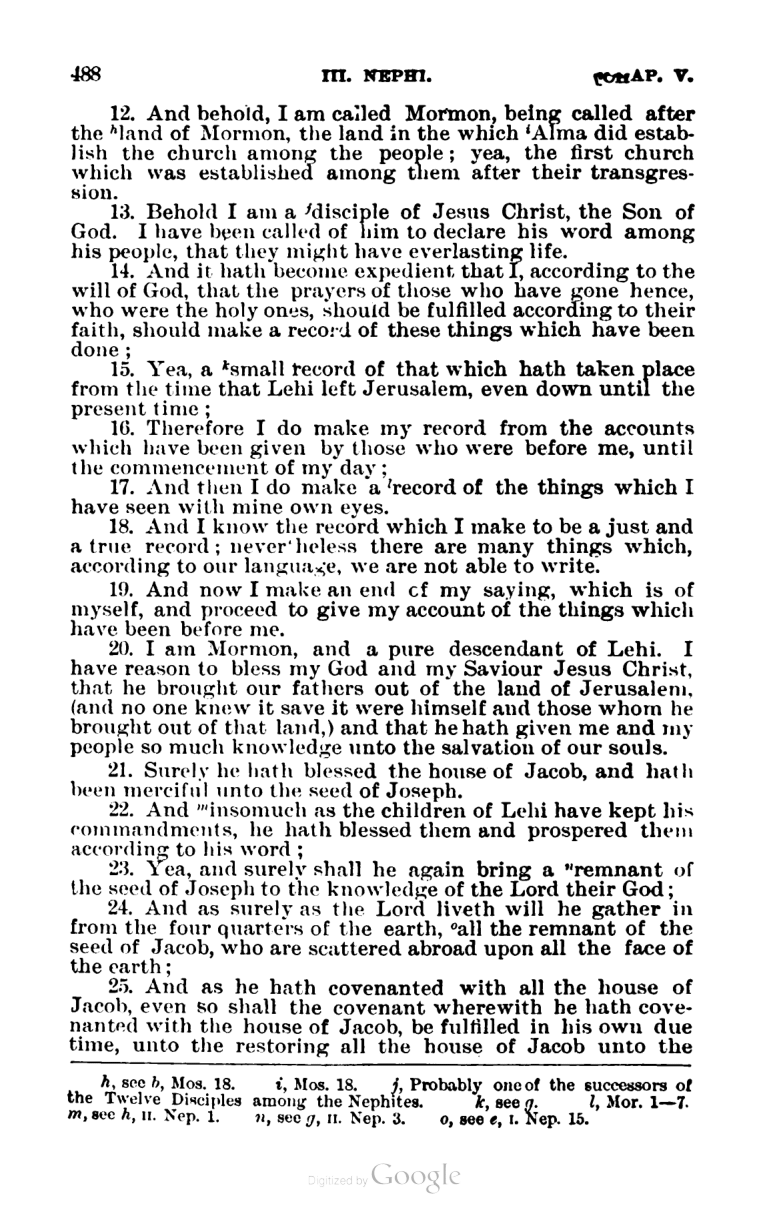 488 III. NEPHI. CHAP. V.
12. And behold, I am called Mormon, being called after
the ʰland of Mormon, the land in the which ⁱAlma did estab-
lish the church among the people; yea, the first church
which was established among them after their transgres-
sion.
13. Behold I am a ʲdisciple of Jesus Christ, the Son of
God. I have been called of him to declare his word among
his people, that they might have everlasting life.
14. And it hath become expedient that I, according to the
will of God, that the prayers of those who have gone hence,
who were the holy ones, should be fulfilled according to their
faith, should make a record of these things which have been
done;
15. Yea, a ᵏsmall record of that which hath taken place
from the time that Lehi left Jerusalem, even down until the
present time;
16. Therefore I do make my record from the accounts
which have been given by those who were before me, until
the commencement of my day;
17. And then I do make a ˡrecord of the things which I
have seen with mine own eyes.
18. And I know the record which I make to be a just and
a true record; nevertheless there are many things which,
according to our language, we are not able to write.
19. And now I make an end of my saying, which is of
myself, and proceed to give my account of the things which
have been before me.
20. I am Mormon, and a pure descendant of Lehi. I
have reason to bless my God and my Saviour Jesus Christ,
that he brought our fathers out of the land of Jerusalem,
(and no one knew it save it were himself and those whom he
brought out of that land,) and that he hath given me and my
people so much knowledge unto the salvation of our souls.
21. Surely he hath blessed the house of Jacob, and hath
been merciful unto the seed of Joseph.
22. And ᵐinsomuch as the children of Lehi have kept his
commandments, he hath blessed them and prospered them
according to his word;
23. Yea, and surely shall he again bring a ⁿremnant of
the seed of Joseph to the knowledge of the Lord their God;
24. And as surely as the Lord liveth will he gather in
from the four quarters of the earth, ᵒall the remnant of the
seed of Jacob, who are scattered abroad upon all the face of
the earth;
25. And as he hath covenanted with all the house of
Jacob, even so shall the covenant wherewith he hath cove-
nanted with the house of Jacob, be fulfilled in his own due
time, unto the restoring all the house of Jacob unto the
h, see b, Mos. 18. i, Mos. 18. j, Probably one of the successors of
the Twelve Disciples among the Nephites. k, see g. l, Mor. 1—7.
m, see h, II. Nep. 1. n, see g, II. Nep. 3. o, see e, I. Nep. 15.
Digitized by Google